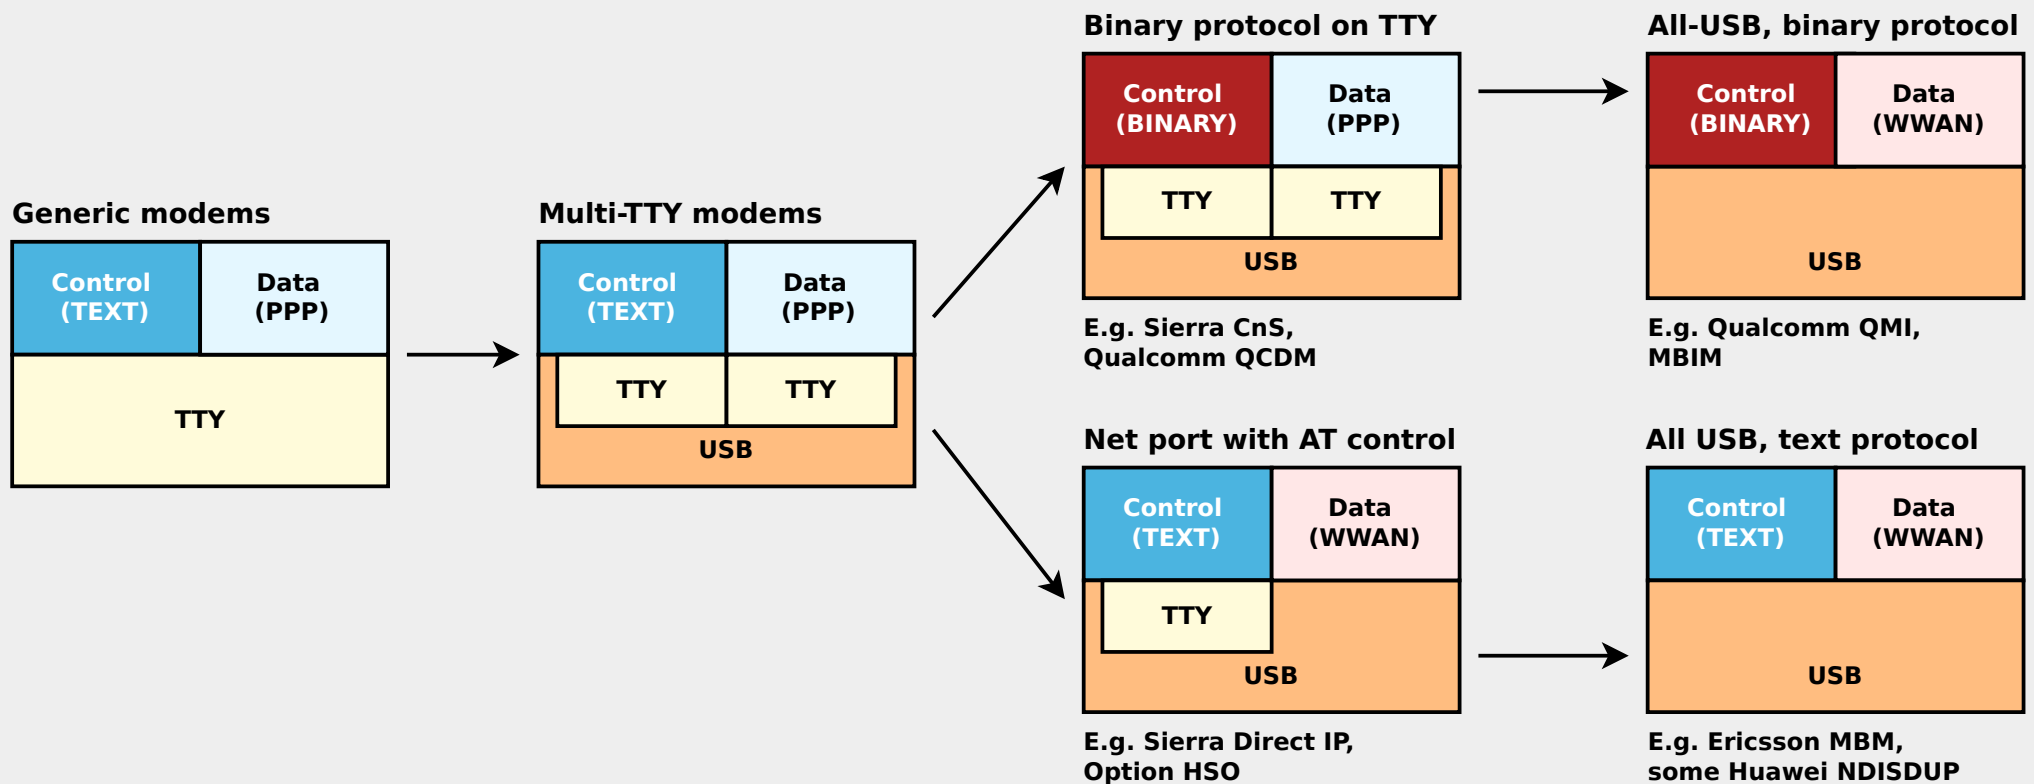 Generic modems
Control
(TEXT)
Data
(PPP)
TTY
Multi-TTY modems
Control
(TEXT)
Data
(PPP)
TTY
TTY
USB
Binary protocol on TTY
Control
(BINARY)
Data
(PPP)
TTY
TTY
USB
E.g. Sierra CnS,
Qualcomm QCDM
All-USB, binary protocol
Control
(BINARY)
Data
(WWAN)
USB
E.g. Qualcomm QMI,
MBIM
Net port with AT control
Control
(TEXT)
Data
(WWAN)
TTY
USB
E.g. Sierra Direct IP,
Option HSO
All USB, text protocol
Control
(TEXT)
Data
(WWAN)
USB
E.g. Ericsson MBM,
some Huawei NDISDUP